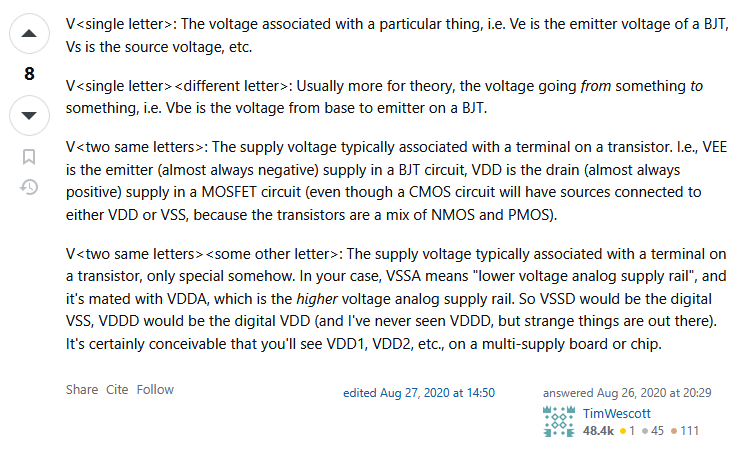 V<single letter>: The voltage associated with a particular thing, i.e. Ve is the emitter voltage of a BJT,
Vs is the source voltage, etc.
8
V<single letter><different letter>: Usually more for theory, the voltage going from something to
something, i.e. Vbe is the voltage from base to emitter on a BJT.
V<two same letters>: The supply voltage typically associated with a terminal on a transistor. I.e., VEE
is the emitter (almost always negative) supply in a BJT circuit, VDD is the drain (almost always
positive) supply in a MOSFET circuit (even though a CMOS circuit will have sources connected to
either VDD or VSS, because the transistors are a mix of NMOS and PMOS).
V<two same letters><some other letter>: The supply voltage typically associated with a terminal on
a transistor, only special somehow. In your case, VSSA means "lower voltage analog supply rail", and
it's mated with VDDA, which is the higher voltage analog supply rail. So VSSD would be the digital
VSS, VDDD would be the digital VDD (and I've never seen VDDD, but strange things are out there).
It's certainly conceivable that you'll see VDD1, VDD2, etc., on a multi-supply board or chip.
Share Cite Follow
edited Aug 27, 2020 at 14:50
answered Aug 26, 2020 at 20:29
TimWescott
48.4k 1 45 111